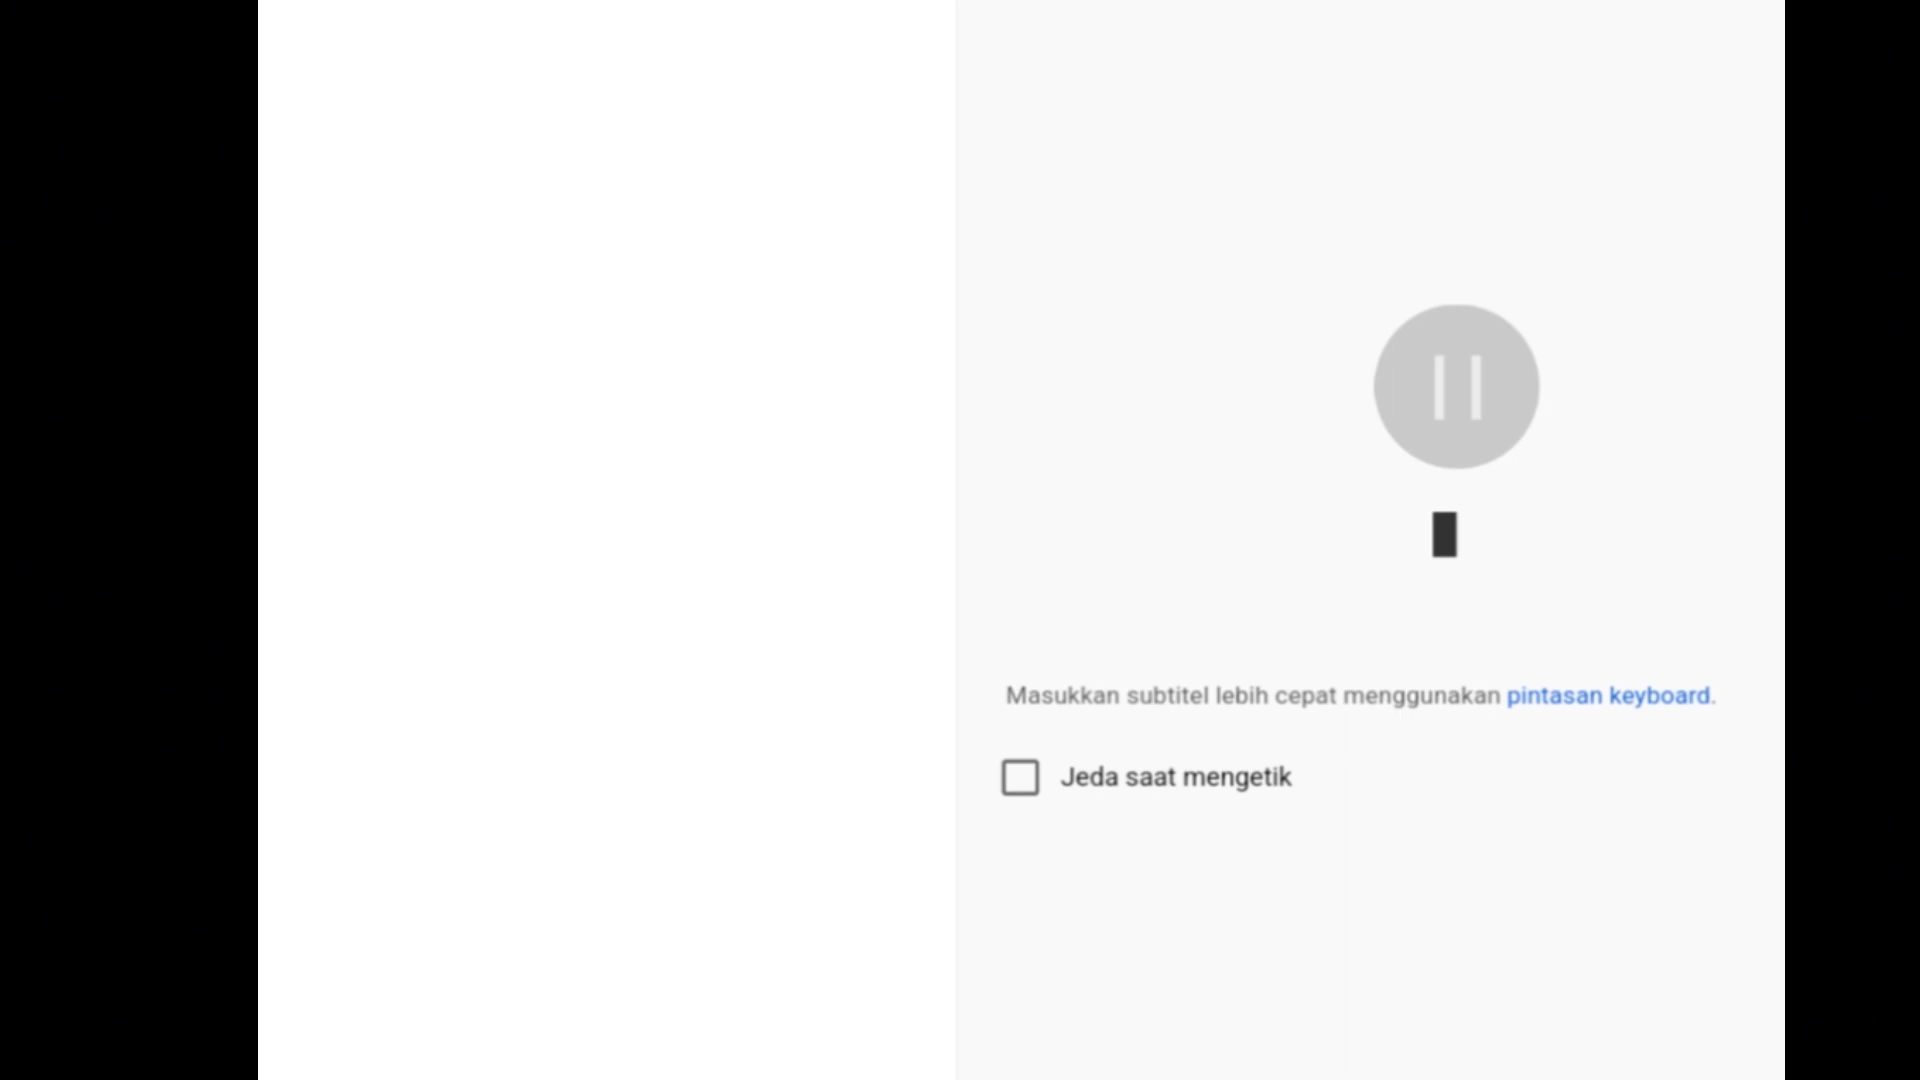 Masukkan subtitel lebih cepat menggunakan pintasan keyboard.
Jeda saat mengetik